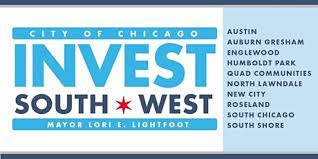 CITY OF CHICAGO
INVEST
SOUTH WEST
MAYOR LORI E. LIGHTFOOT
AUSTIN
AUBURN GRESHAM
ENGLEWOOD
HUMBOLDT PARK
QUAD COMMUNITIES
NORTH LAWNDALE
NEW CITY
ROSELAND
SOUTH CHICAGO
SOUTH SHORE